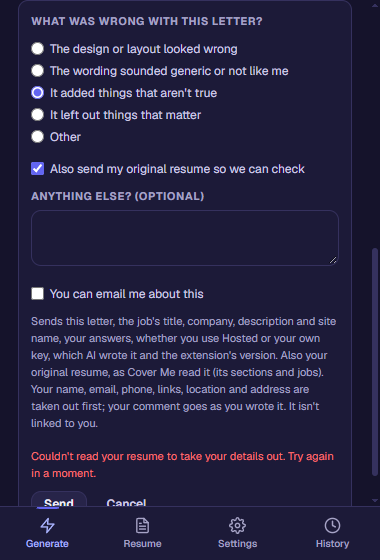 WHAT WAS WRONG WITH THIS LETTER?
The design or layout looked wrong
The wording sounded generic or not like me
It added things that aren't true
It left out things that matter
Other
Also send my original resume so we can check
ANYTHING ELSE? (OPTIONAL)
You can email me about this
Sends this letter, the job's title, company, description and site
name, your answers, whether you use Hosted or your own
key, which AI wrote it and the extension's version. Also your
original resume, as Cover Me read it (its sections and jobs).
Your name, email, phone, links, location and address are
taken out first; your comment goes as you wrote it. It isn't
linked to you.
Couldn't read your resume to take your details out. Try again
in a moment.
Send Cancel
Generate Resume Settings History